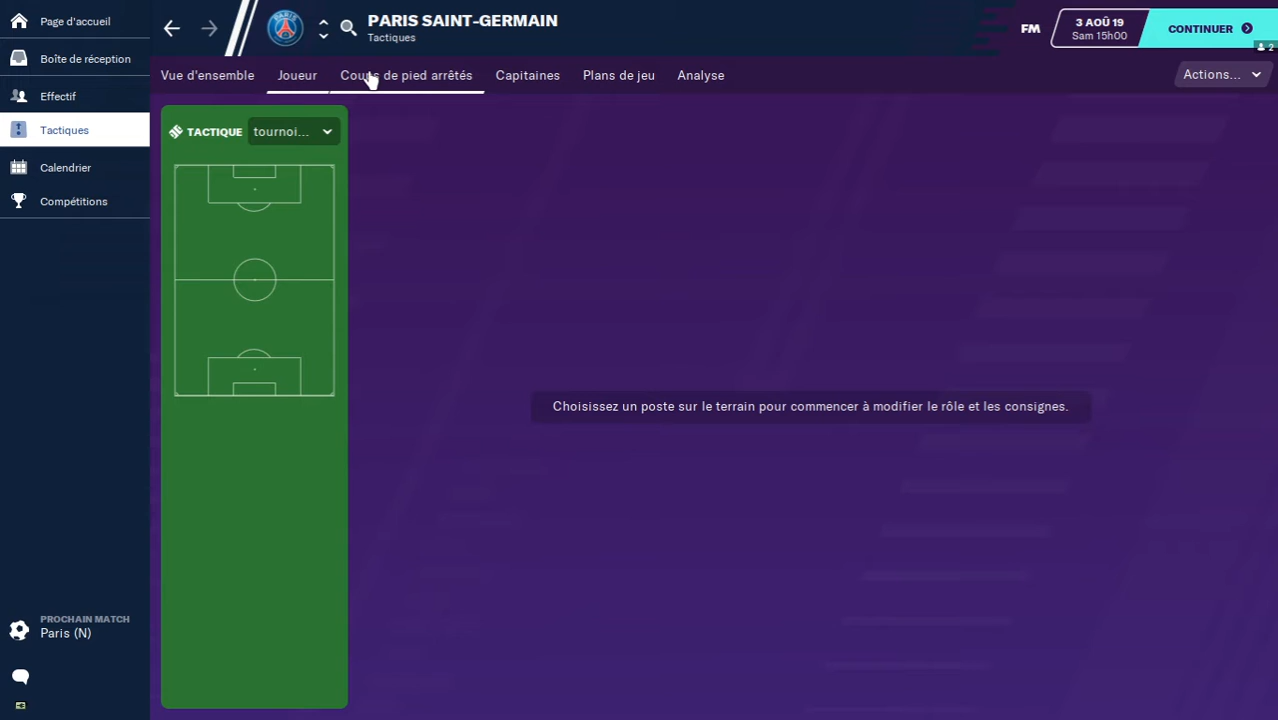 Page d'accueil
Boîte de réception
Effectif
Tactiques
Calendrier
Compétitions
PROCHAIN MATCH
Paris (N)
PARIS
PARIS SAINT-GERMAIN
Tactiques
FM
3 AOÛ 19
Sam 15h00
CONTINUER
2
Vue d'ensemble
Joueur
Coups de pied arrêtés
Capitaines
Plans de jeu
Analyse
Actions...
TACTIQUE
tournoi...
Choisissez un poste sur le terrain pour commencer à modifier le rôle et les consignes.